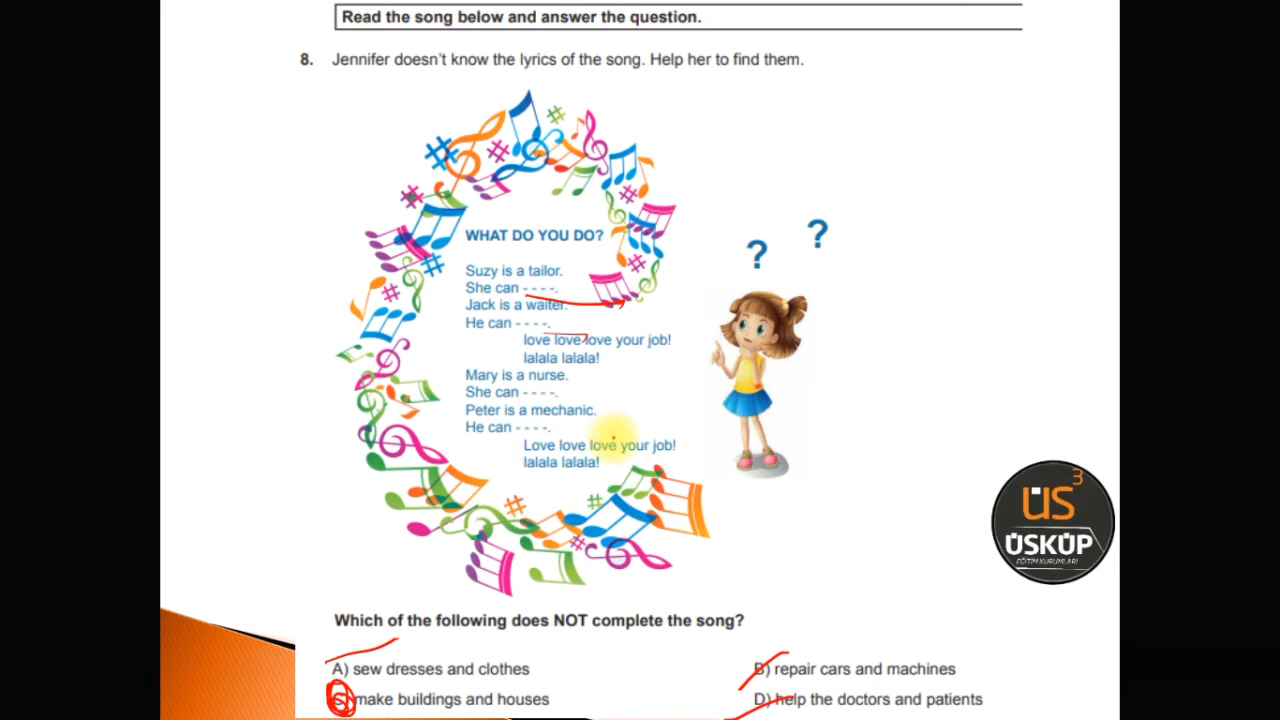 Read the song below and answer the question.
8. Jennifer doesn't know the lyrics of the song. Help her to find them.
WHAT DO YOU DO?
Suzy is a tailor.
She can - - - -.
Jack is a waiter.
He can - - - -.
love love love your job!
lalala lalala!
Mary is a nurse.
She can - - - -.
Peter is a mechanic.
He can - - - -.
Love love love your job!
lalala lalala!
? ?
ÜS3
ÜSKÜP
EĞİTİM KURUMLARI
Which of the following does NOT complete the song?
A) sew dresses and clothes B) repair cars and machines
C) make buildings and houses D) help the doctors and patients